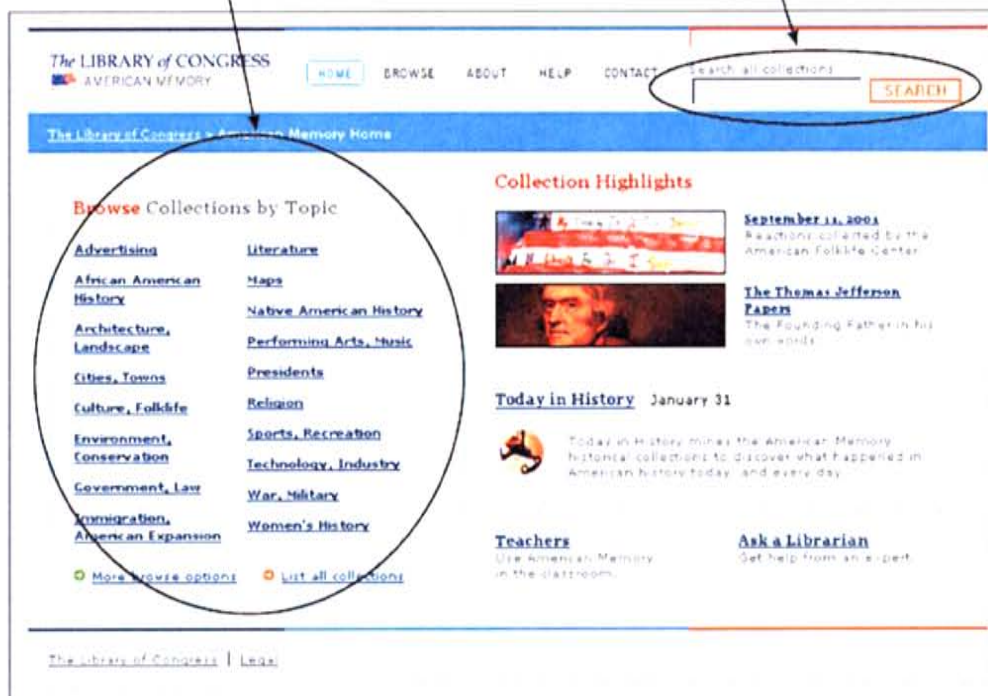 The LIBRARY of CONGRESS
AMERICAN MEMORY
HOME BROWSE ABOUT HELP CONTACT
Search all collections
SEARCH
The Library of Congress » American Memory Home
Browse Collections by Topic
Advertising
African American
History
Architecture,
Landscape
Cities, Towns
Culture, Folklife
Environment,
Conservation
Government, Law
Immigration,
American Expansion
Literature
Maps
Native American History
Performing Arts, Music
Presidents
Religion
Sports, Recreation
Technology, Industry
War, Military
Women's History
More browse options
List all collections
Collection Highlights
September 11, 2001
Reactions collected by the
American Folklife Center
The Thomas Jefferson
Papers
The Founding Father in his
own words
Today in History January 31
Today in History mines the American Memory
historical collections to discover what happened in
American history today, and every day
Teachers
Use American Memory
in the classroom.
Ask a Librarian
Get help from an expert.
The Library of Congress | Legal